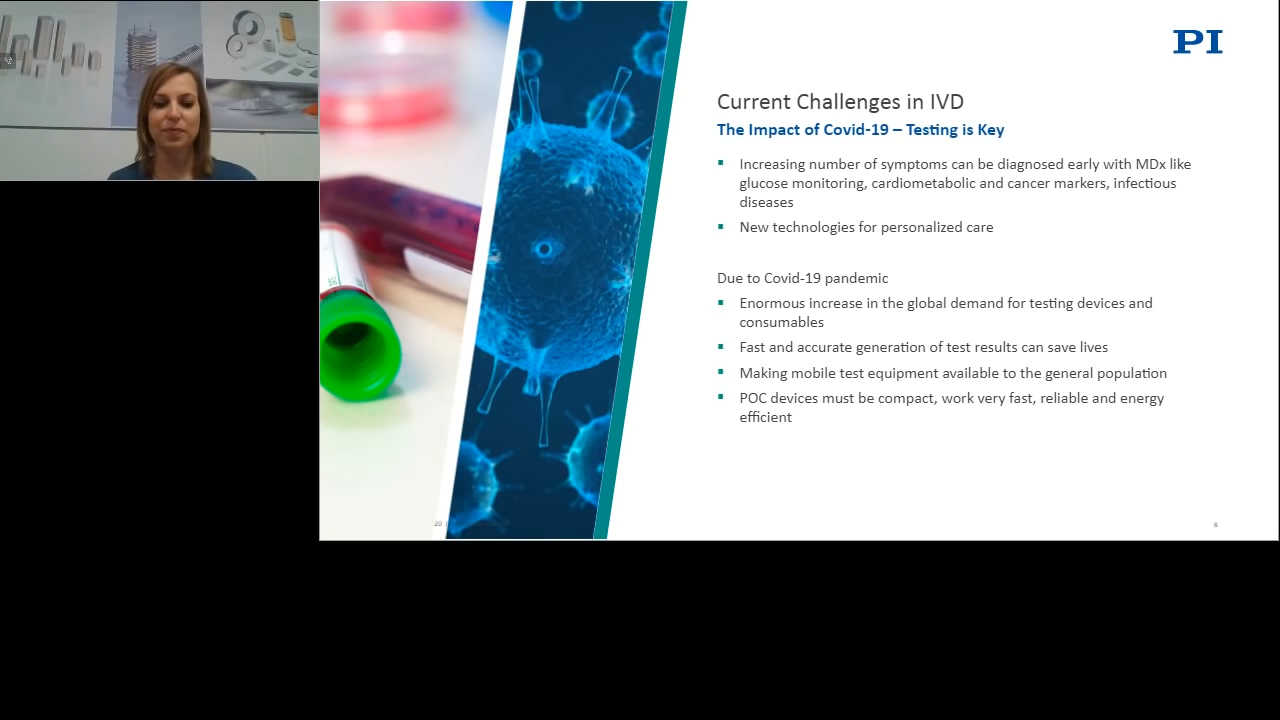 PI
Current Challenges in IVD
The Impact of Covid-19 – Testing is Key
▪ Increasing number of symptoms can be diagnosed early with MDx like
glucose monitoring, cardiometabolic and cancer markers, infectious
diseases
▪ New technologies for personalized care
Due to Covid-19 pandemic
▪ Enormous increase in the global demand for testing devices and
consumables
▪ Fast and accurate generation of test results can save lives
▪ Making mobile test equipment available to the general population
▪ POC devices must be compact, work very fast, reliable and energy
efficient
20 |
8